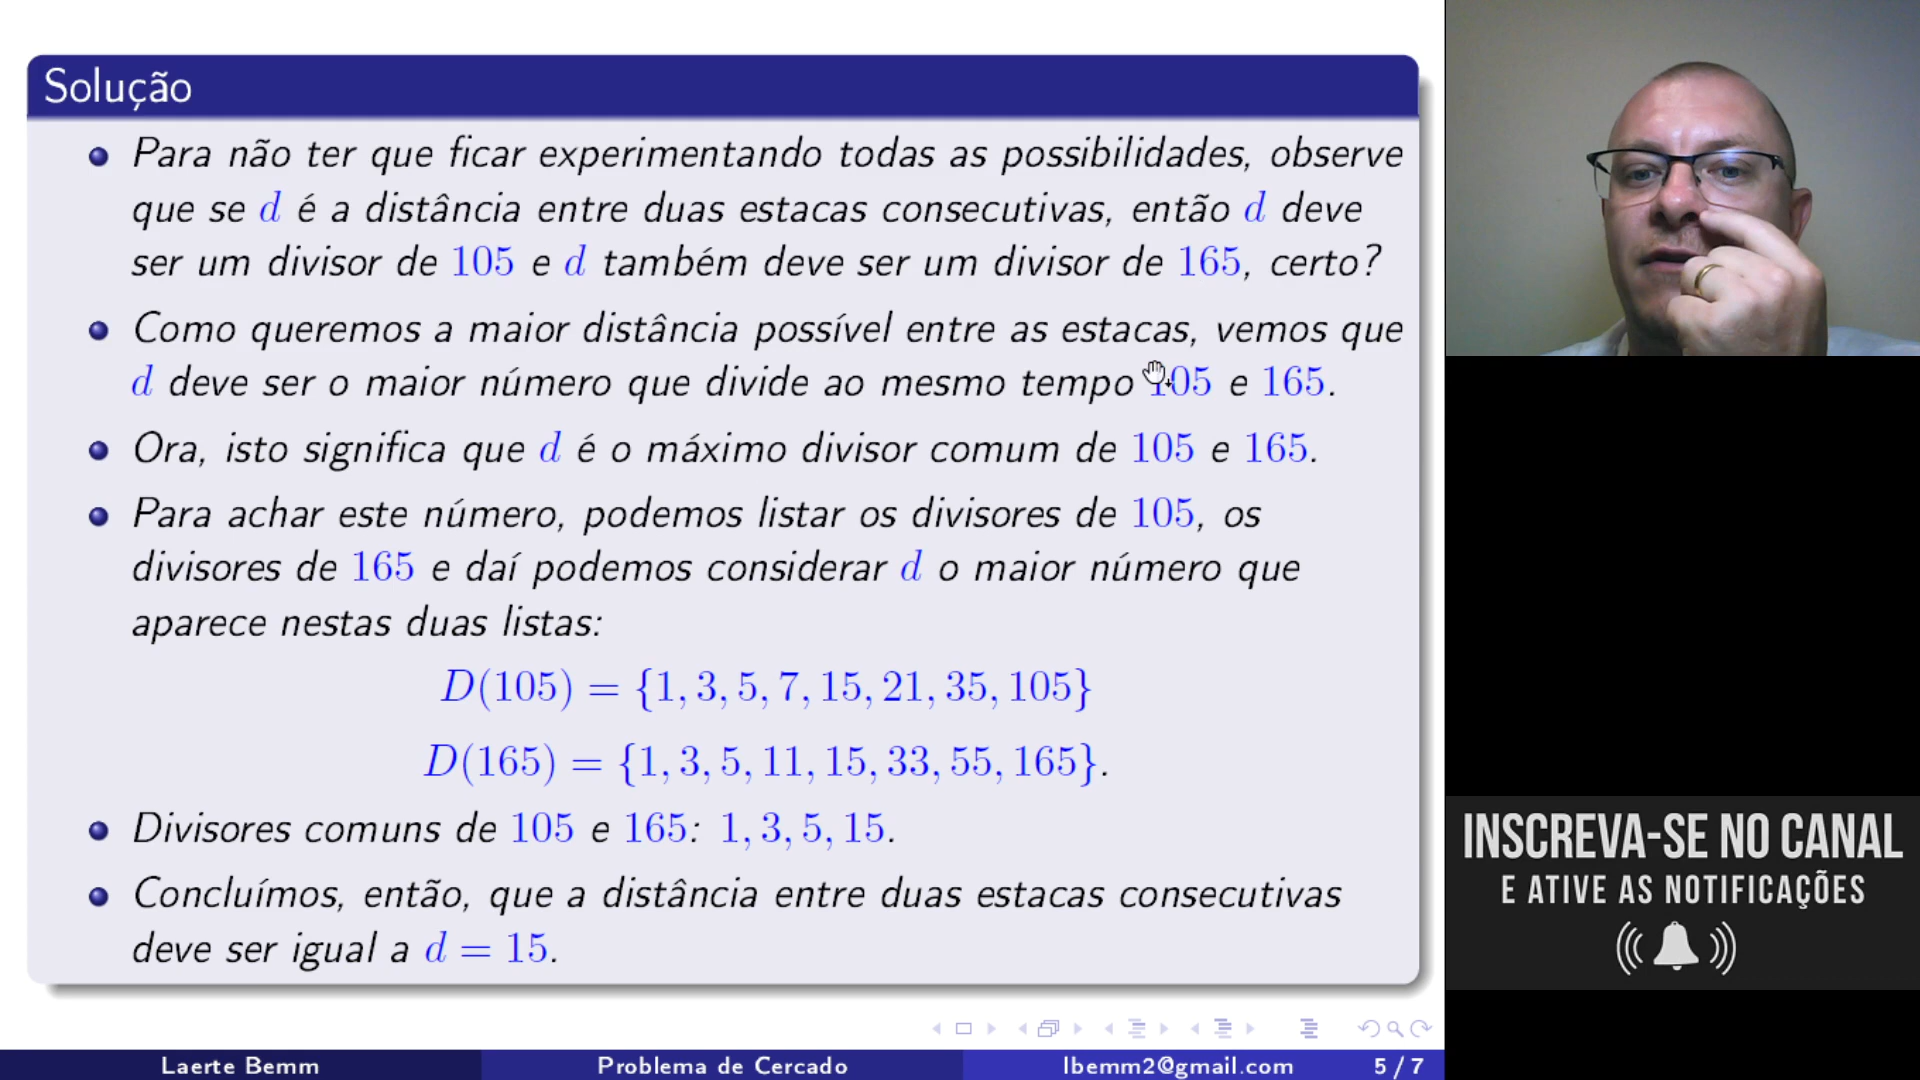 Solução
Para não ter que ficar experimentando todas as possibilidades, observe
que se d é a distância entre duas estacas consecutivas, então d deve
ser um divisor de 105 e d também deve ser um divisor de 165, certo?
Como queremos a maior distância possível entre as estacas, vemos que
d deve ser o maior número que divide ao mesmo tempo 105 e 165.
Ora, isto significa que d é o máximo divisor comum de 105 e 165.
Para achar este número, podemos listar os divisores de 105, os
divisores de 165 e daí podemos considerar d o maior número que
aparece nestas duas listas:
D(105) = {1, 3, 5, 7, 15, 21, 35, 105}
D(165) = {1, 3, 5, 11, 15, 33, 55, 165}.
Divisores comuns de 105 e 165: 1, 3, 5, 15.
Concluímos, então, que a distância entre duas estacas consecutivas
deve ser igual a d = 15.
Laerte Bemm
Problema de Cercado
lbemm2@gmail.com
5 / 7
INSCREVA-SE NO CANAL
E ATIVE AS NOTIFICAÇÕES